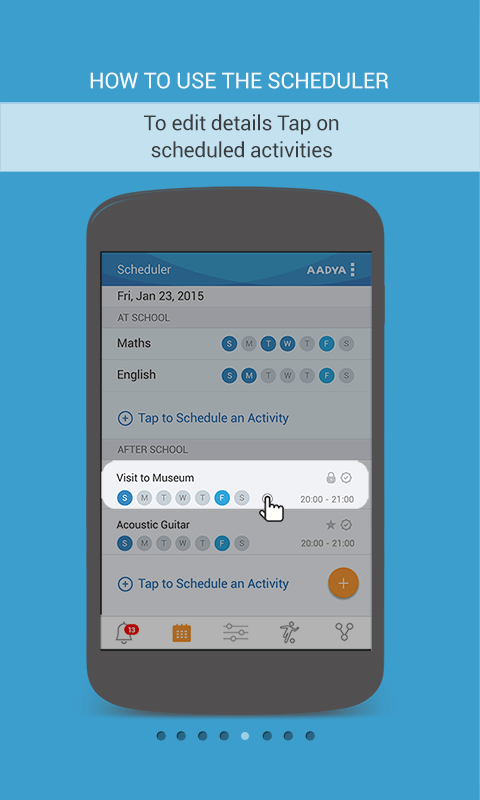 HOW TO USE THE SCHEDULER
To edit details Tap on
scheduled activities
Scheduler AADYA
Fri, Jan 23, 2015
AT SCHOOL
Maths S M T W T F S
English S M T W T F S
Tap to Schedule an Activity
AFTER SCHOOL
Visit to Museum
S M T W T F S 20:00 - 21:00
Acoustic Guitar
S M T W T F S 20:00 - 21:00
Tap to Schedule an Activity
13